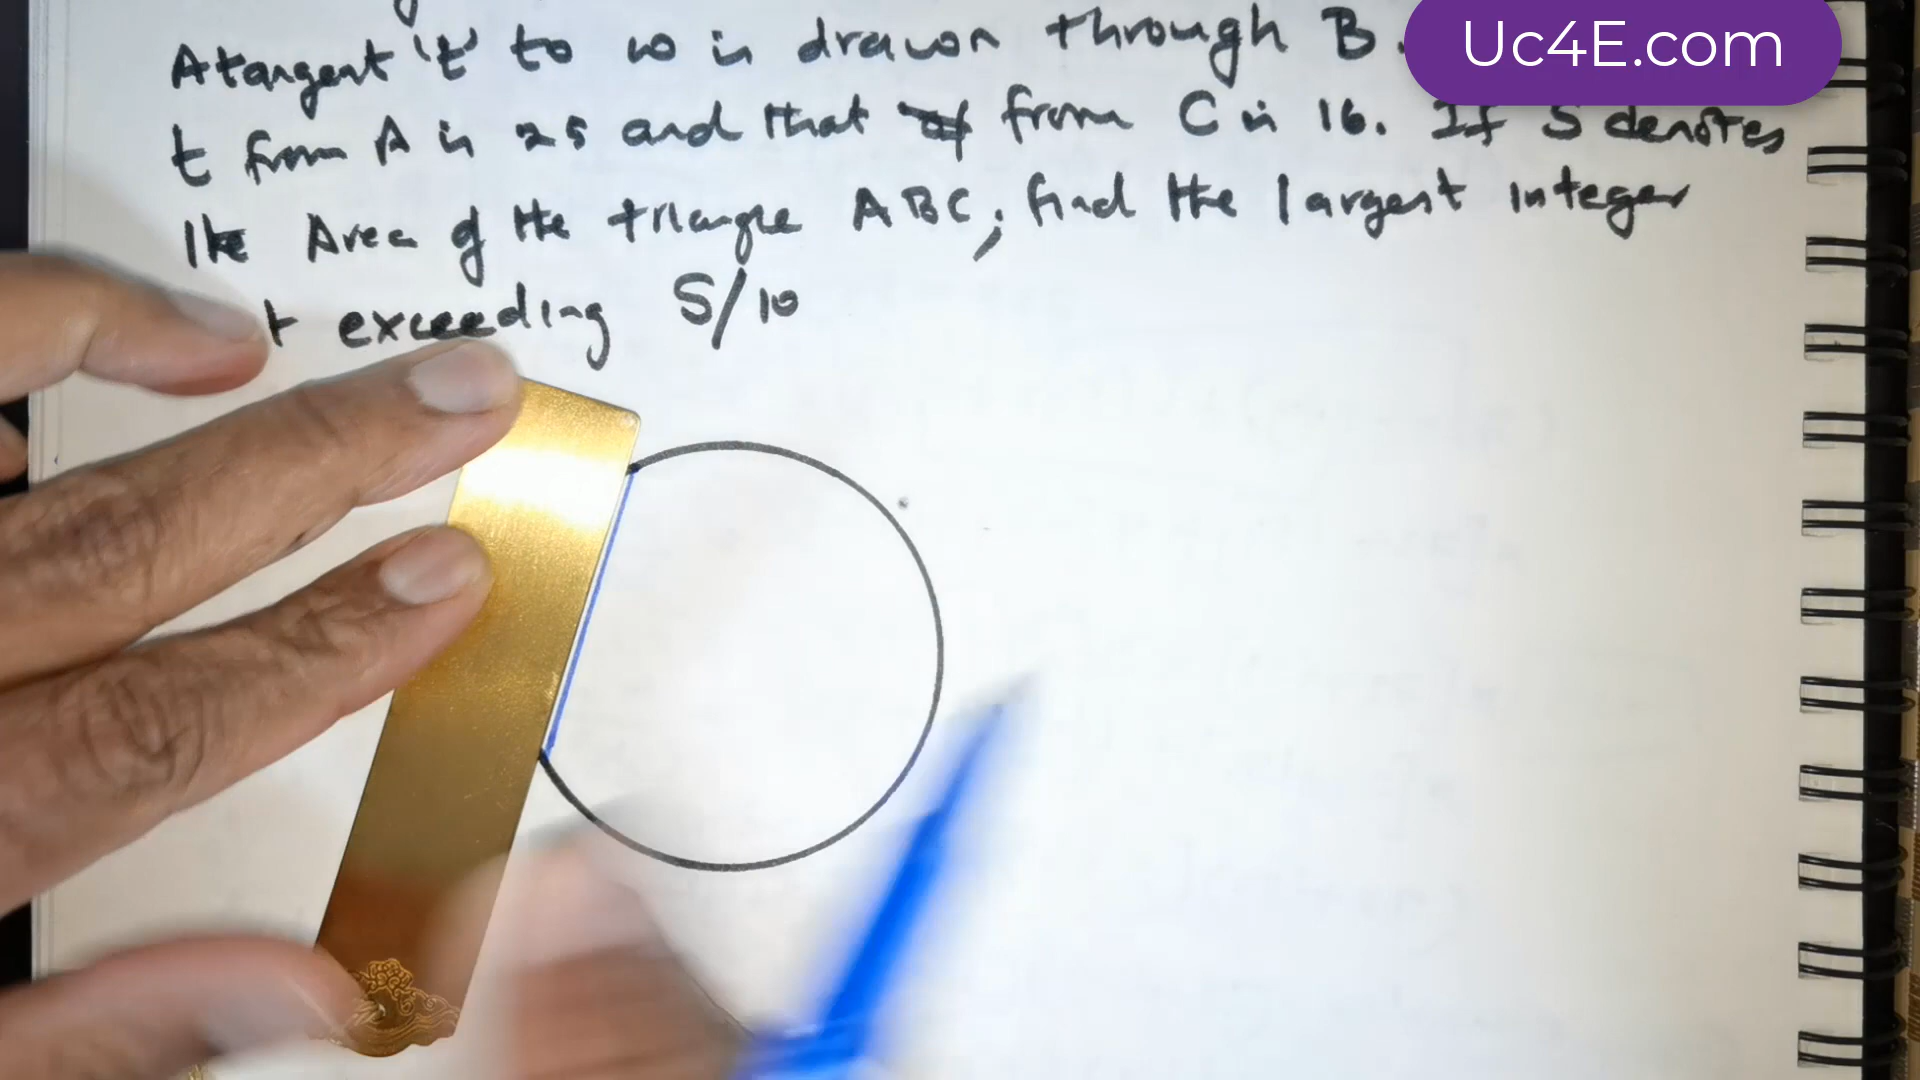 A tangent 't' to ω is drawn through B.
Uc4E.com
t from A is 25 and that from C is 16. If S denotes
the Area of the triangle ABC, find the largest integer
exceeding S/10